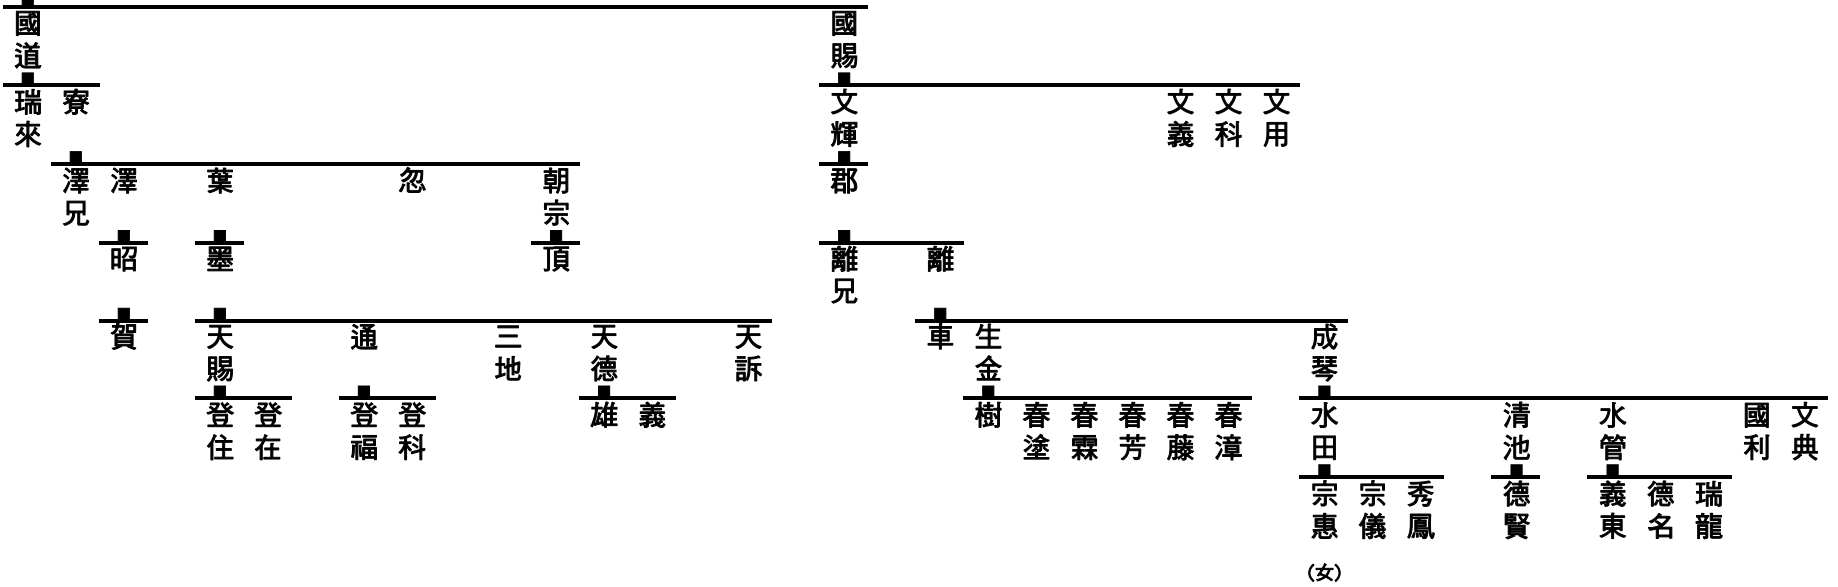 國道 國賜
瑞來 寮 文輝 文義 文科 文用
澤兄 澤 葉 忽 朝宗 郡
昭 墨 頂 離兄 離
賀 天賜 通 三地 天德 天訴 車 生金 成琴
登住 登在 登福 登科 雄 義 樹 春塗 春霖 春芳 春藤 春漳 水田 清池 水管 國利 文典
宗惠 宗儀 秀鳳 德賢 義東 德名 瑞龍
（女）